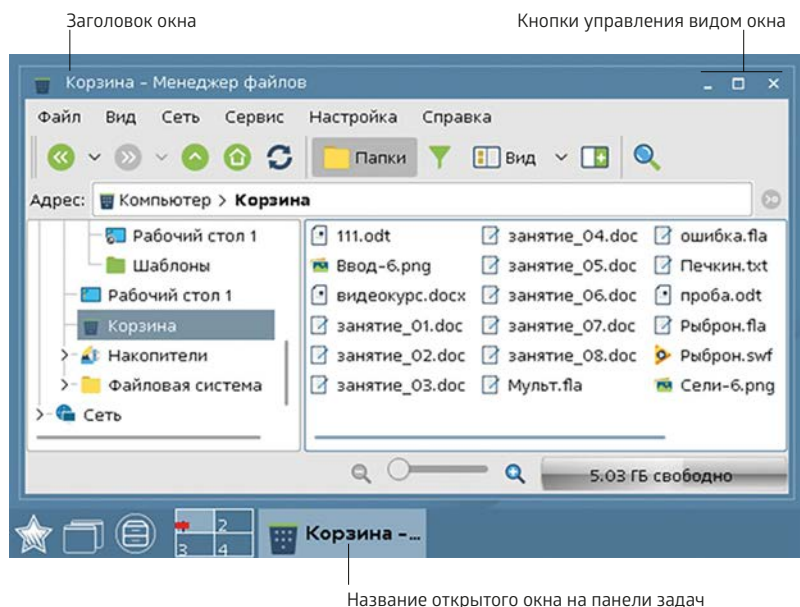 Заголовок окна
Кнопки управления видом окна
Корзина – Менеджер файлов
Файл Вид Сеть Сервис Настройка Справка
Папки Вид
Адрес: Компьютер > Корзина
Рабочий стол 1
Шаблоны
Рабочий стол 1
Корзина
Накопители
Файловая система
Сеть
111.odt
Ввод-6.png
видеокурс.docx
занятие_01.doc
занятие_02.doc
занятие_03.doc
занятие_04.doc
занятие_05.doc
занятие_06.doc
занятие_07.doc
занятие_08.doc
Мульт.fla
ошибка.fla
Печкин.txt
проба.odt
Рыброн.fla
Рыброн.swf
Сели-6.png
5.03 ГБ свободно
2
3 4
Корзина –...
Название открытого окна на панели задач